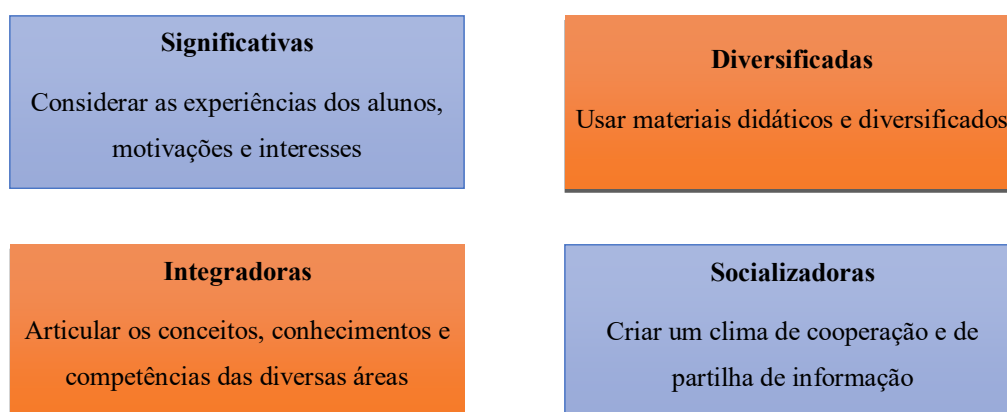 Significativas
Considerar as experiências dos alunos,
motivações e interesses
Diversificadas
Usar materiais didáticos e diversificados
Integradoras
Articular os conceitos, conhecimentos e
competências das diversas áreas
Socializadoras
Criar um clima de cooperação e de
partilha de informação